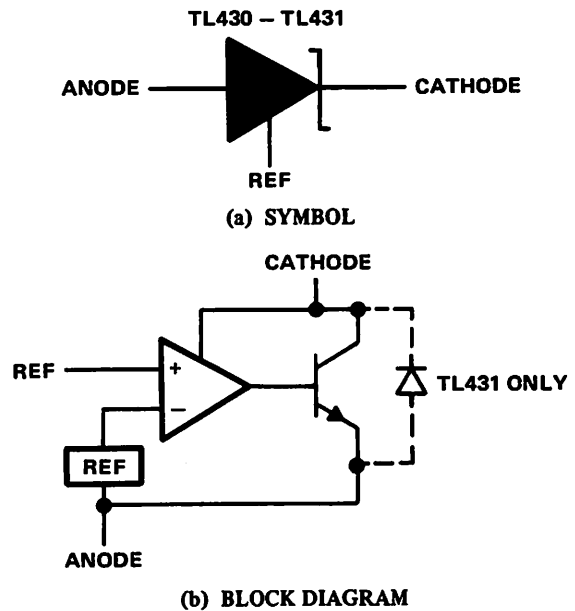 TL430 – TL431
ANODE
CATHODE
REF
(a) SYMBOL
CATHODE
REF
+
−
TL431 ONLY
REF
ANODE
(b) BLOCK DIAGRAM